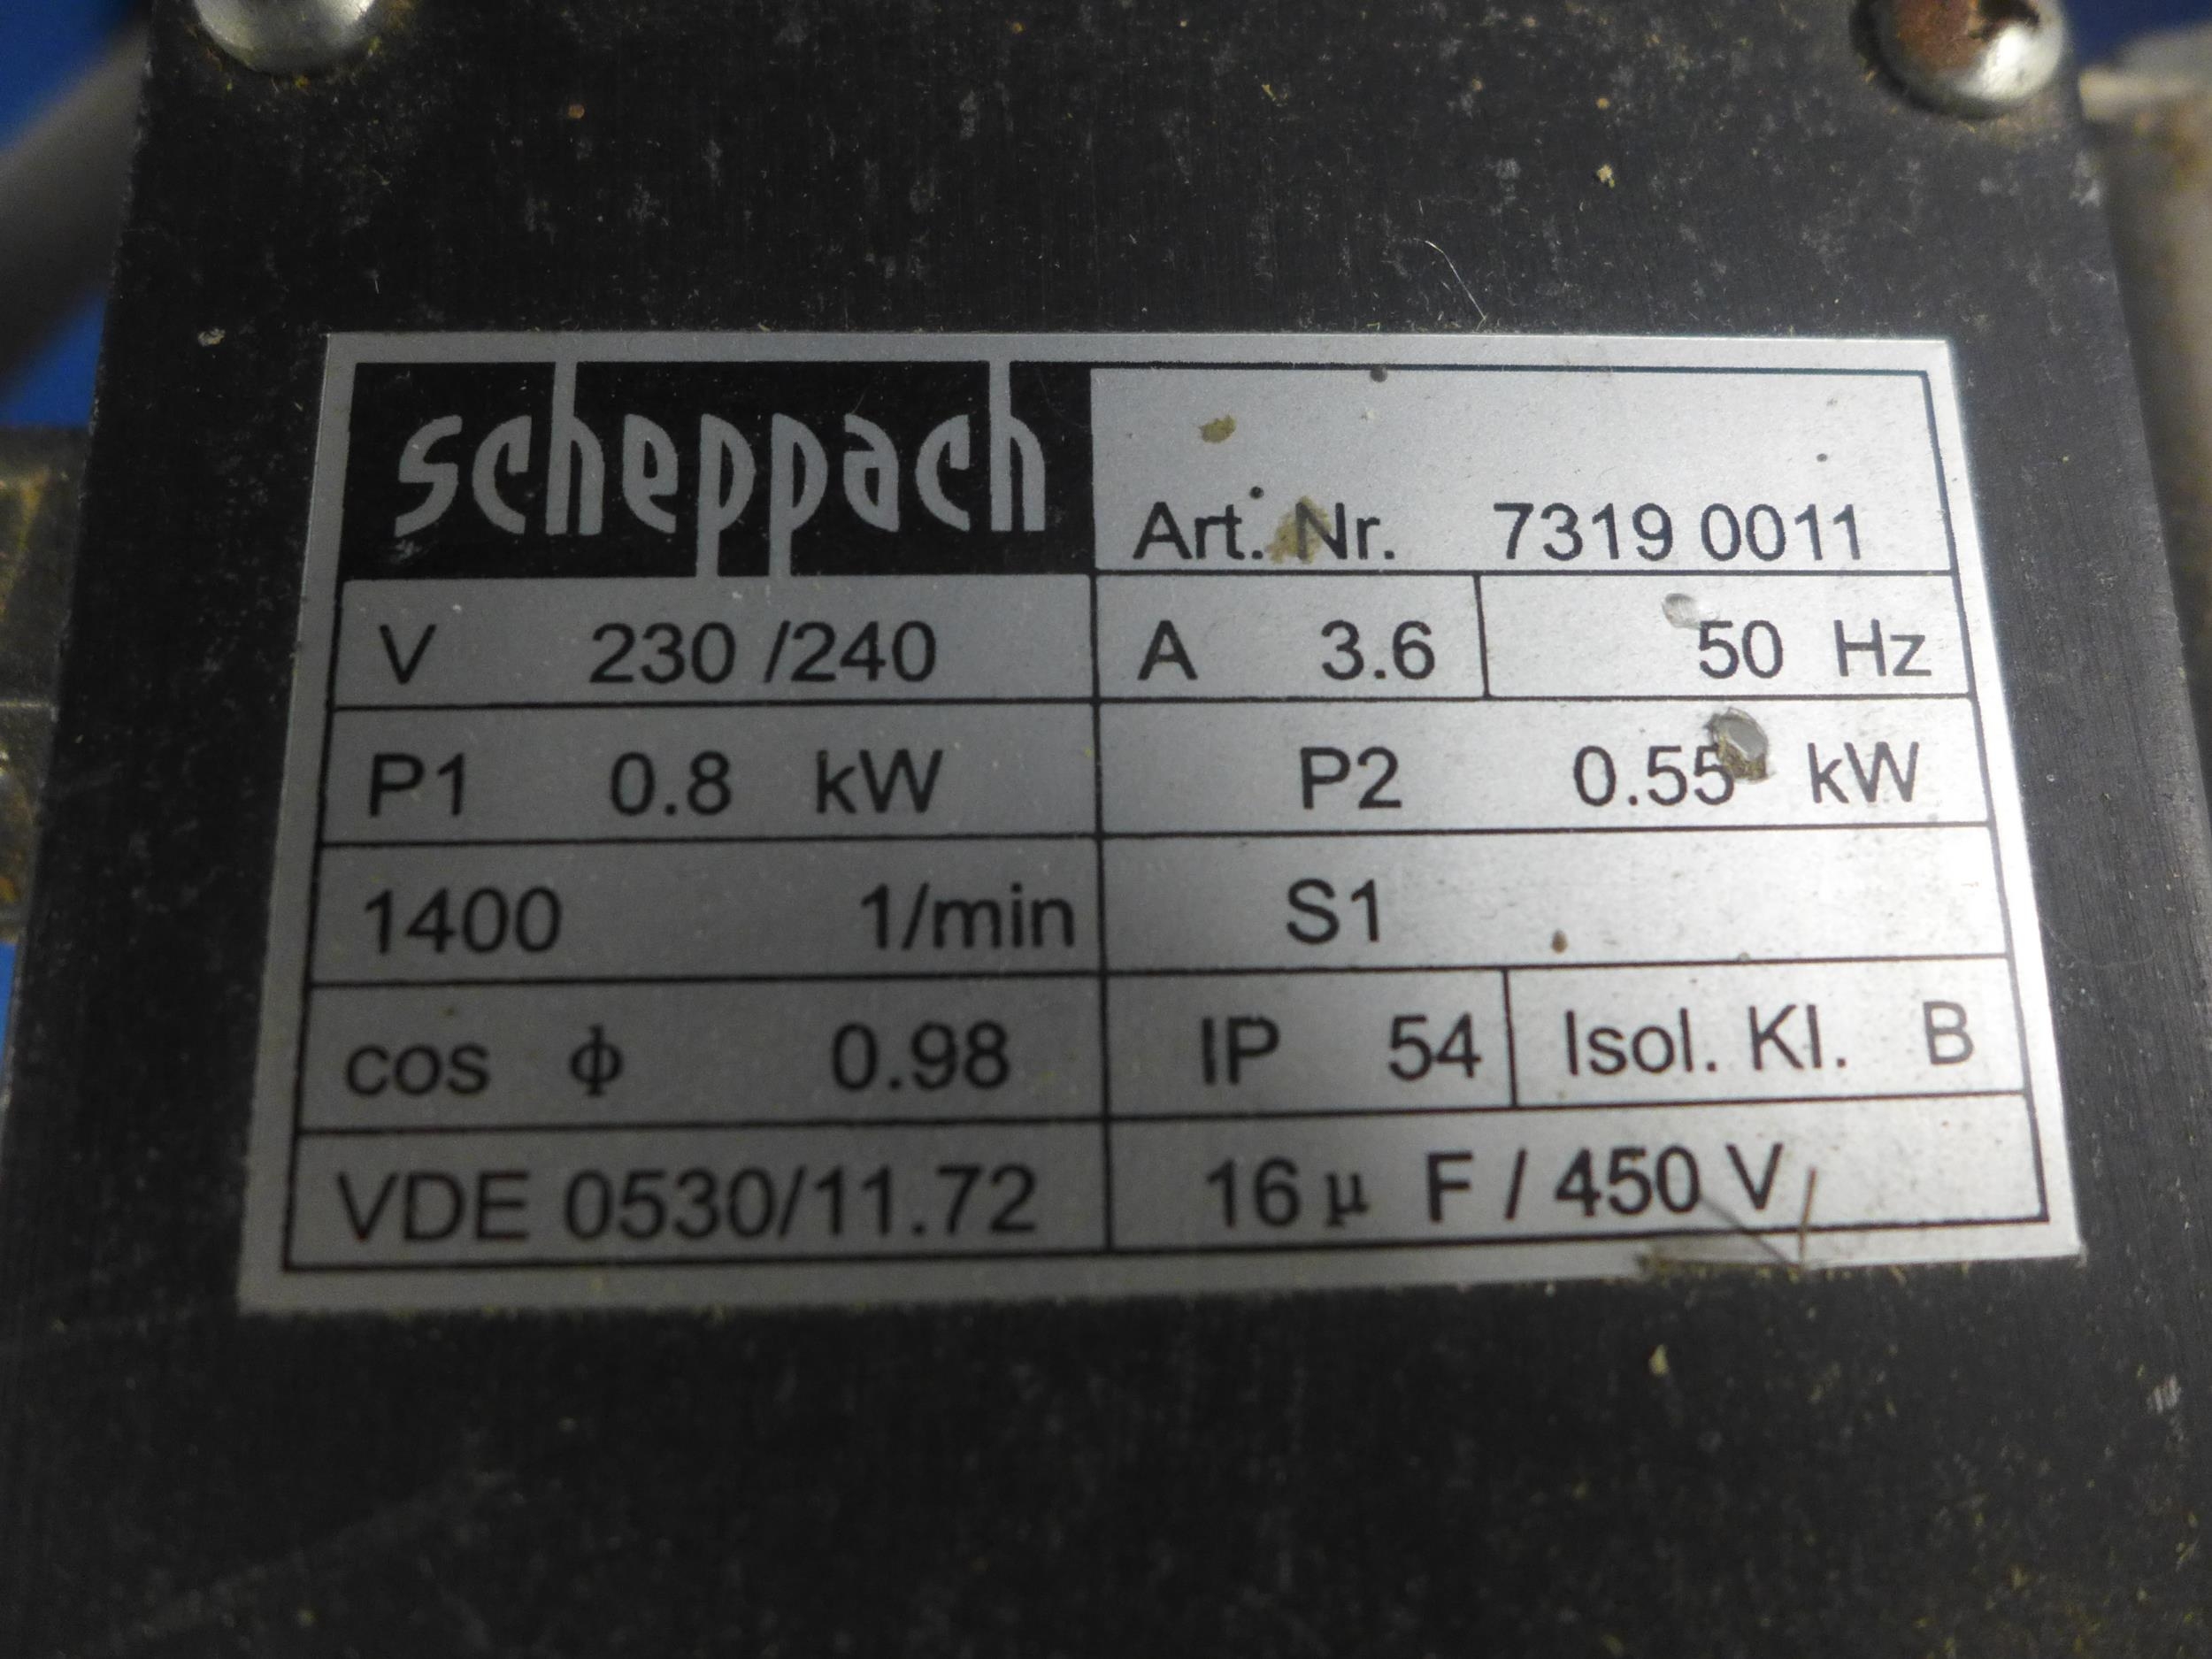 scheppach
Art. Nr. 7319 0011
V 230 /240 A 3.6 50 Hz
P1 0.8 kW P2 0.55 kW
1400 1/min S1
cos ϕ 0.98 IP 54 Isol. Kl. B
VDE 0530/11.72 16 µ F / 450 V